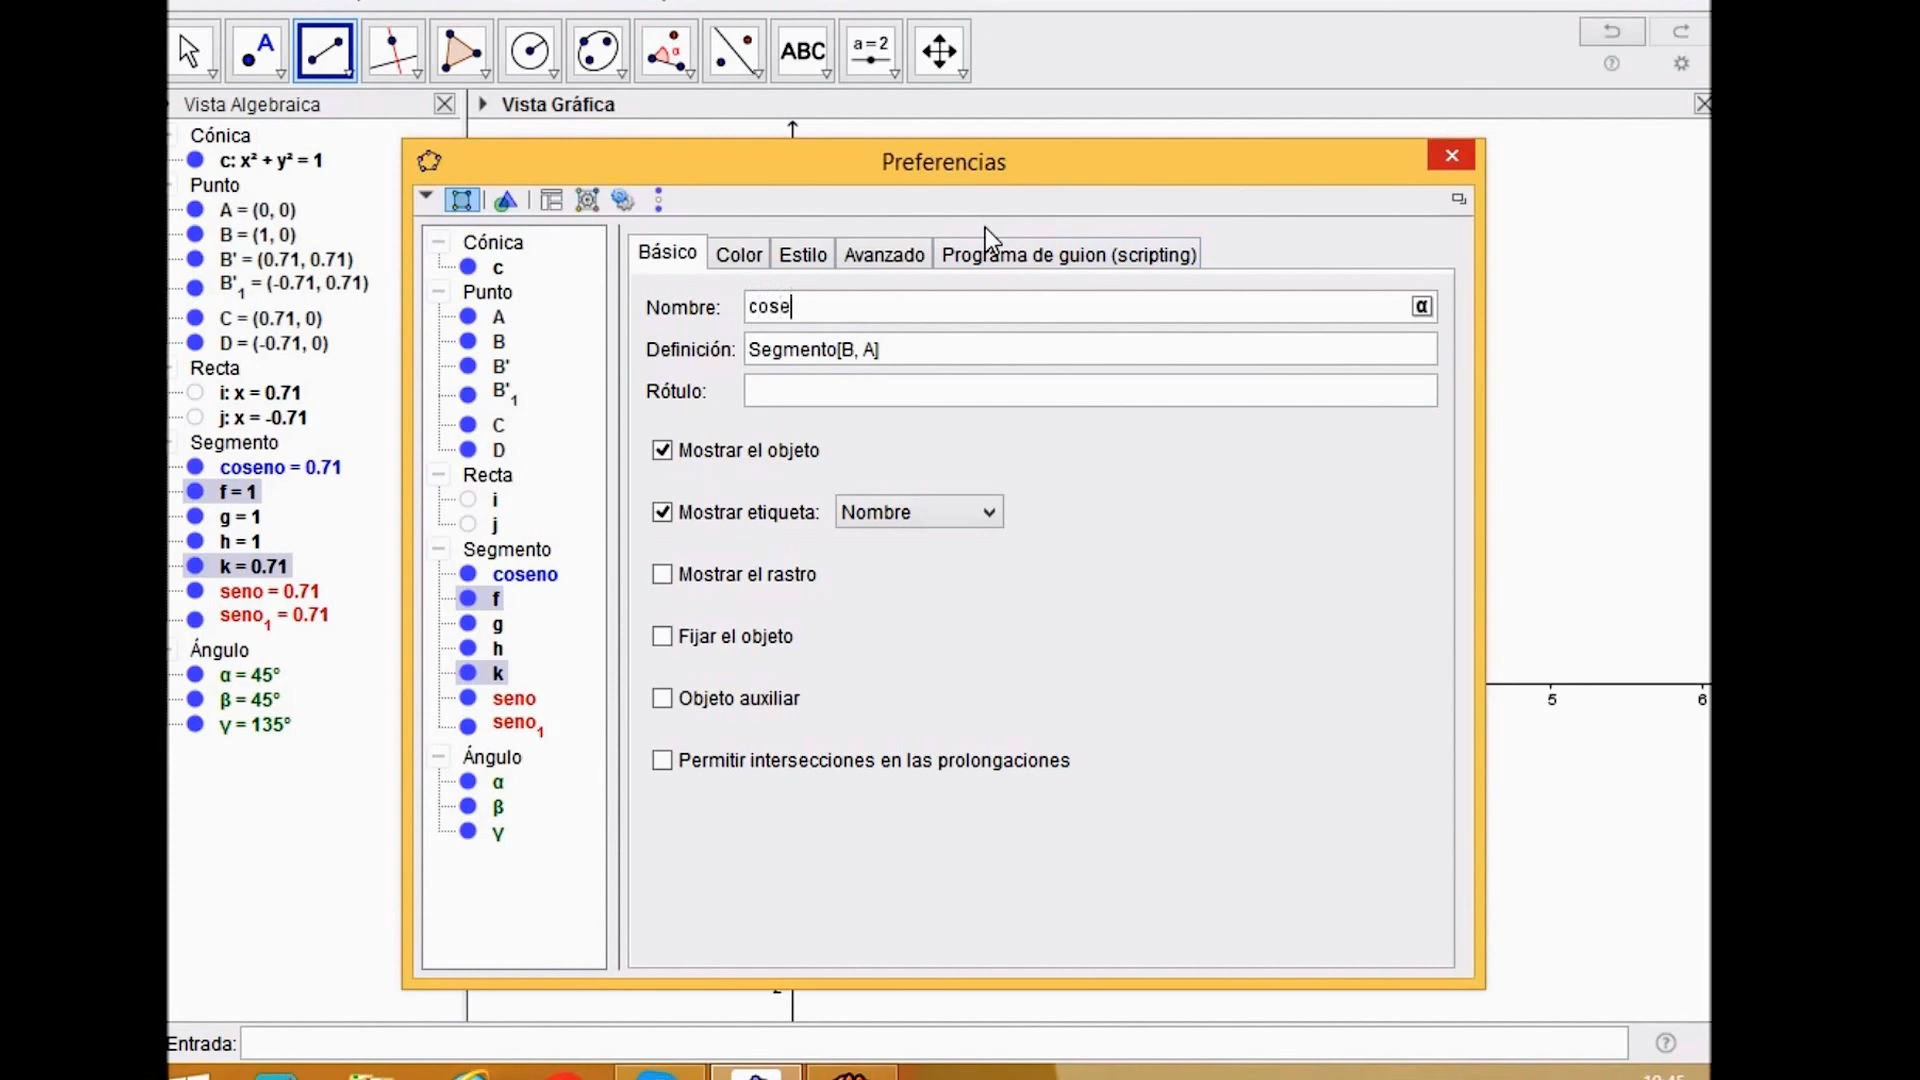 A
α
ABC
a = 2
Vista Algebraica
Vista Gráfica
Cónica
c: x² + y² = 1
Punto
A = (0, 0)
B = (1, 0)
B' = (0.71, 0.71)
B'1 = (-0.71, 0.71)
C = (0.71, 0)
D = (-0.71, 0)
Recta
i: x = 0.71
j: x = -0.71
Segmento
coseno = 0.71
f = 1
g = 1
h = 1
k = 0.71
seno = 0.71
seno1 = 0.71
Ángulo
α = 45°
β = 45°
γ = 135°
Preferencias
Cónica
c
Punto
A
B
B'
B'1
C
D
Recta
i
j
Segmento
coseno
f
g
h
k
seno
seno1
Ángulo
α
β
γ
Básico Color Estilo Avanzado Programa de guion (scripting)
Nombre: cose α
Definición: Segmento[B, A]
Rótulo:
Mostrar el objeto
Mostrar etiqueta: Nombre
Mostrar el rastro
Fijar el objeto
Objeto auxiliar
Permitir intersecciones en las prolongaciones
5 6
Entrada: